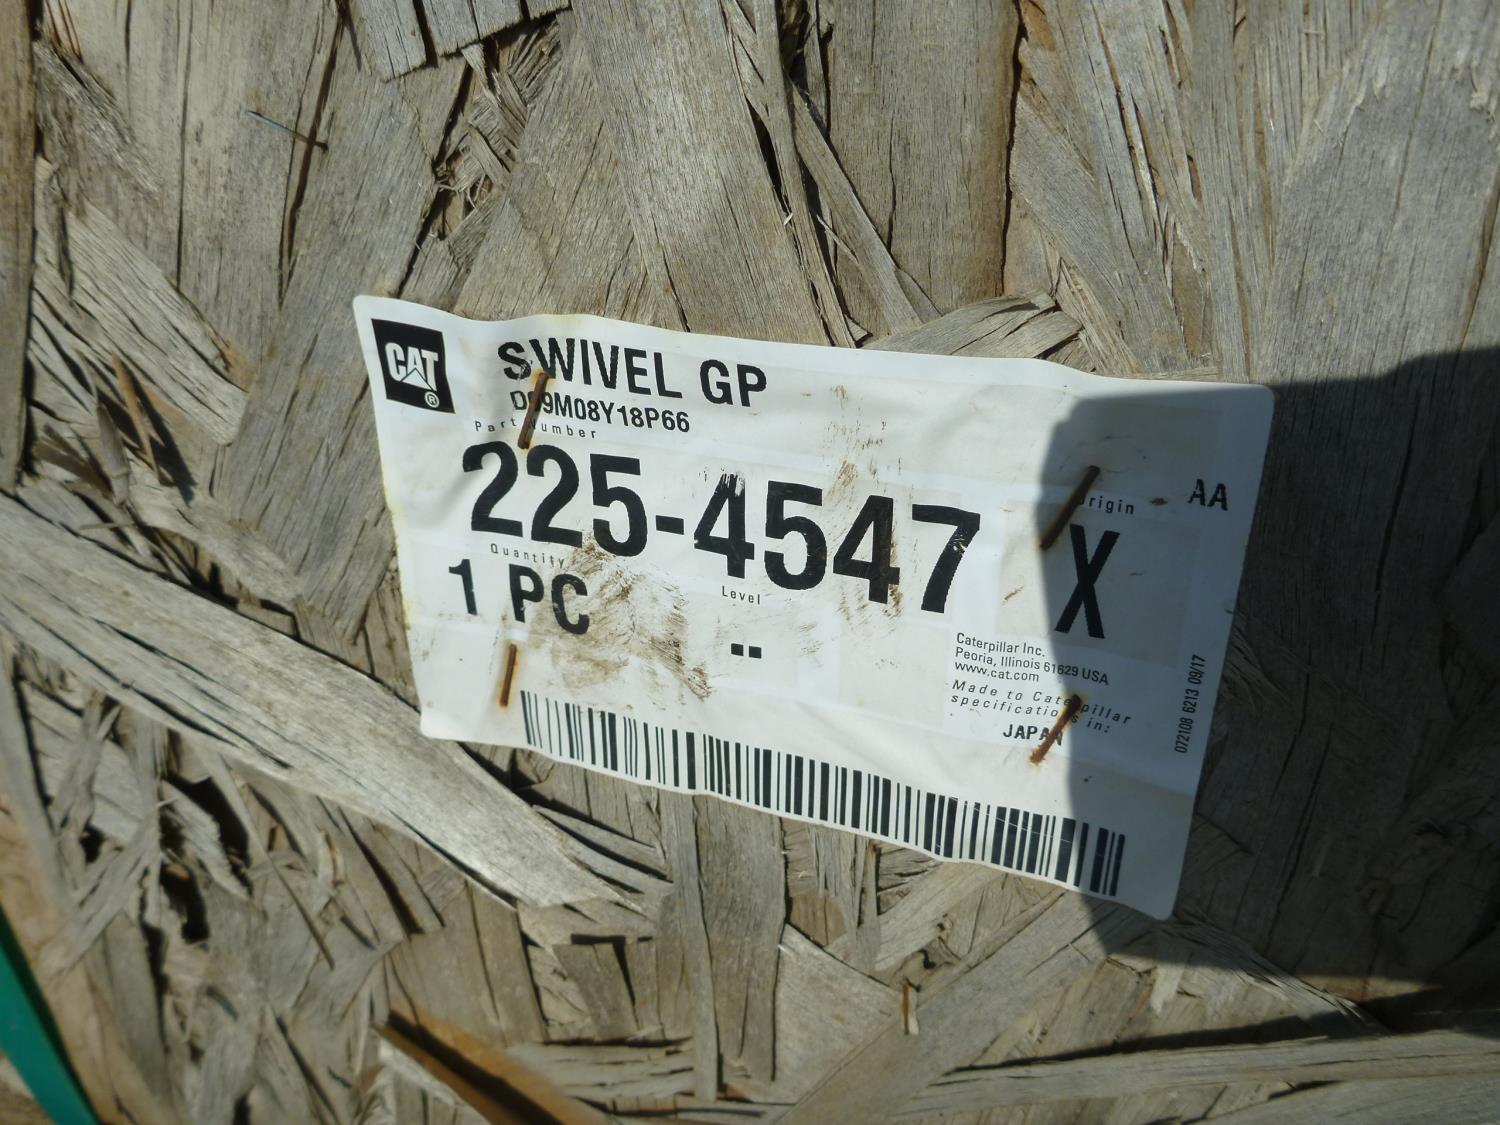 CAT ®
SWIVEL GP
D09M08Y18P66
Part Number
225-4547
AA
Origin
X
Quantity
1 PC
Level
--
Caterpillar Inc.
Peoria, Illinois 61629 USA
www.cat.com
Made to Caterpillar
specifications in:
JAPAN
072108 6213 09/17